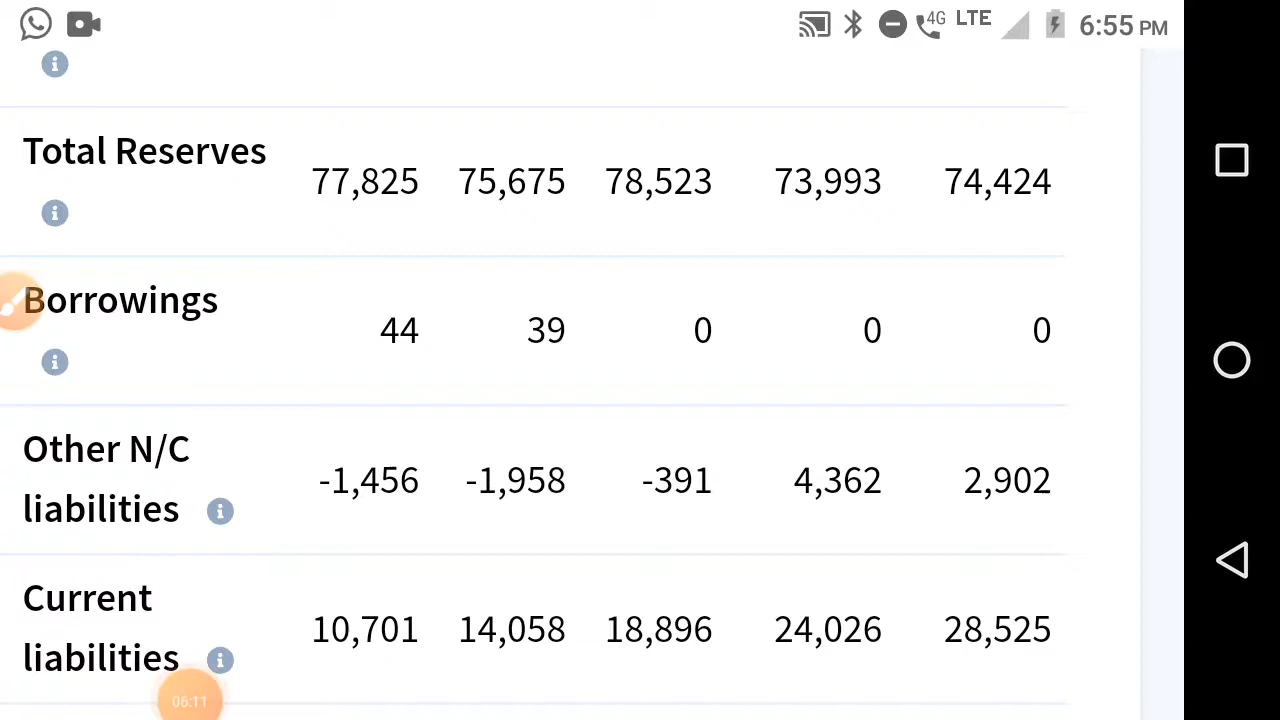 4G LTE 6:55 PM
Total Reserves
77,825 75,675 78,523 73,993 74,424
Borrowings
44 39 0 0 0
Other N/C
liabilities
-1,456 -1,958 -391 4,362 2,902
Current
liabilities
10,701 14,058 18,896 24,026 28,525
06:11